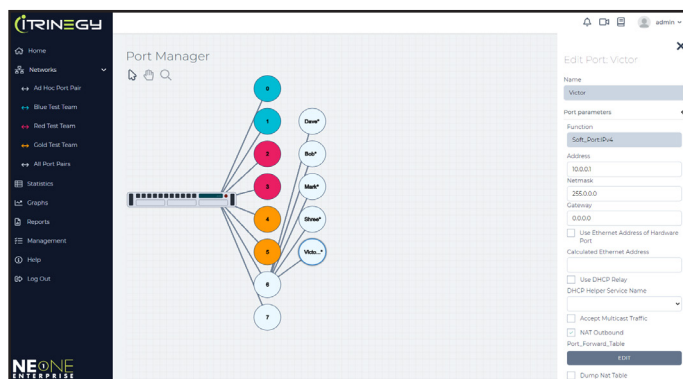 iTRINEGY
admin
Home
Networks
Ad Hoc Port Pair
Blue Test Team
Red Test Team
Gold Test Team
All Port Pairs
Statistics
Graphs
Reports
Management
Help
Log Out
NE ONE
ENTERPRISE
Port Manager
0
1
2
3
4
5
6
7
Dave*
Bob*
Mark*
Shree*
Victo...*
Edit Port: Victor
Name
Victor
Port parameters
Function
Soft_Port:IPv4
Address
10.0.0.1
Netmask
255.0.0.0
Gateway
0.0.0.0
Use Ethernet Address of Hardware
Port
Calculated Ethernet Address
Use DHCP Relay
DHCP Helper Service Name
Accept Multicast Traffic
NAT Outbound
Port_Forward_Table
EDIT
Dump Nat Table